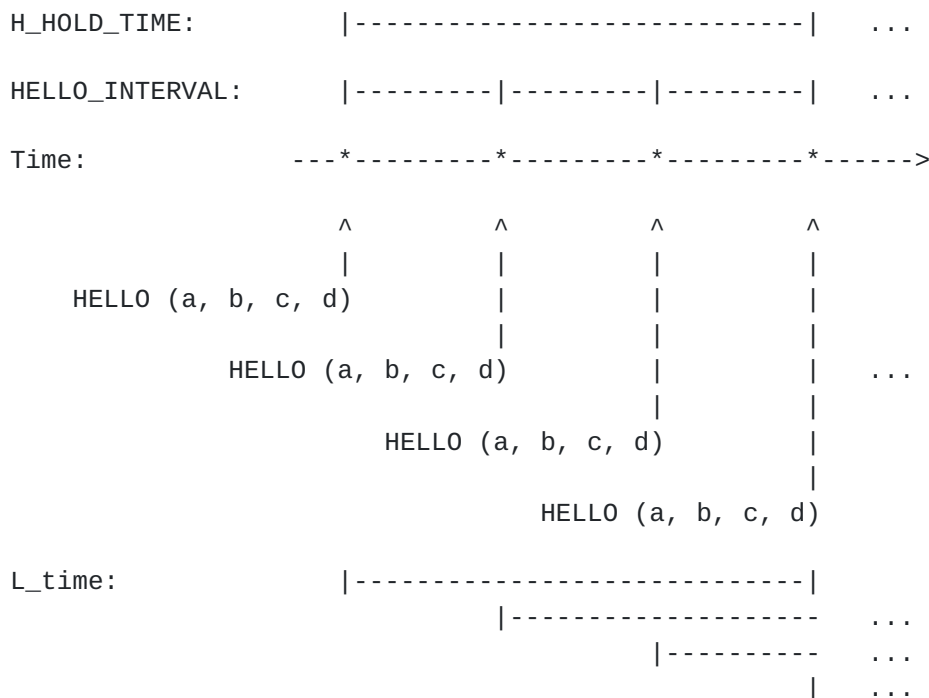 H_HOLD_TIME:         |-----------------------------|   ...
HELLO_INTERVAL:      |---------|---------|---------|   ...
Time:             ---*---------*---------*---------*------>
                     ^         ^         ^         ^
                     |         |         |         |
    HELLO (a, b, c, d)         |         |         |
                               |         |         |
              HELLO (a, b, c, d)         |         |   ...
                                         |         |
                        HELLO (a, b, c, d)         |
                                                   |
                                  HELLO (a, b, c, d)
L_time:              |-----------------------------|
                               |--------------------   ...
                                         |----------   ...
                                                   |   ...